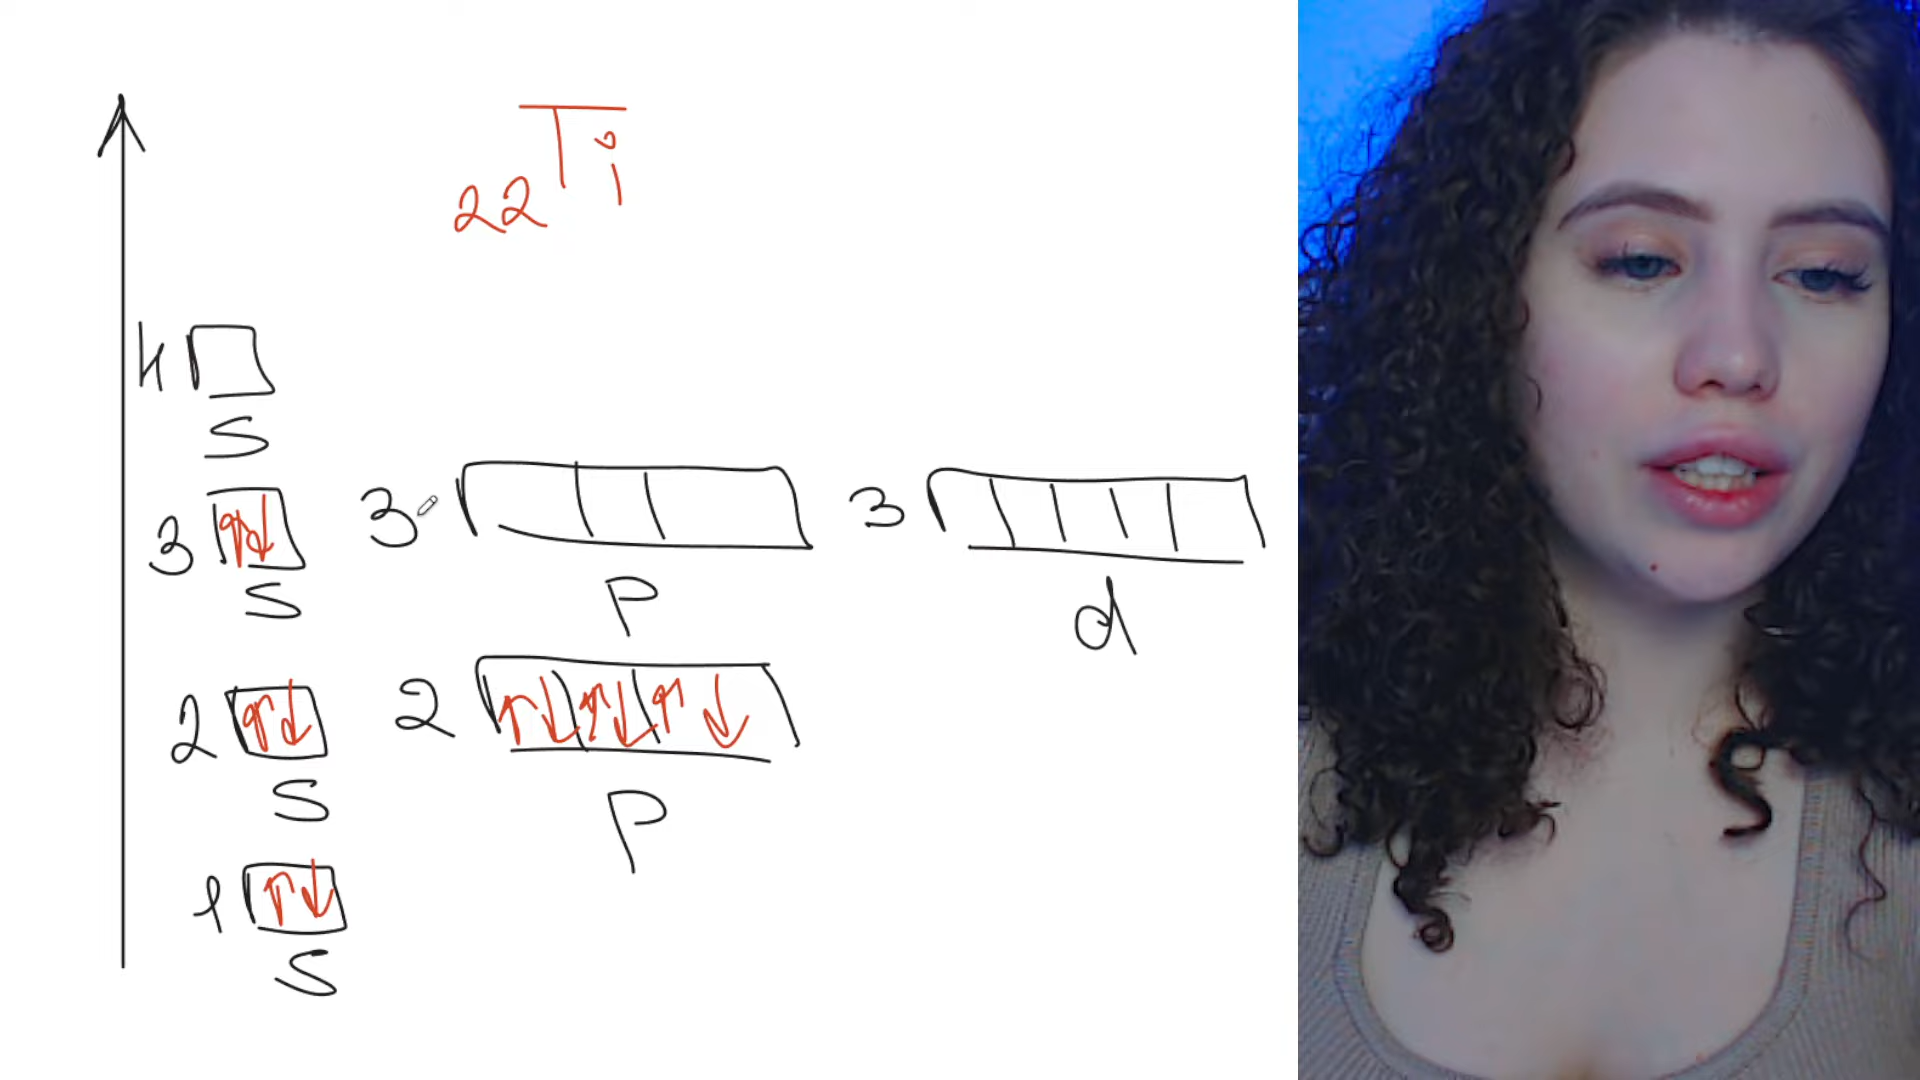 22Ti
4
S
3 ↑↓ 3 3
S P d
2 ↑↓ 2 ↑↓ ↑↓ ↑↓
S P
1 ↑↓
S